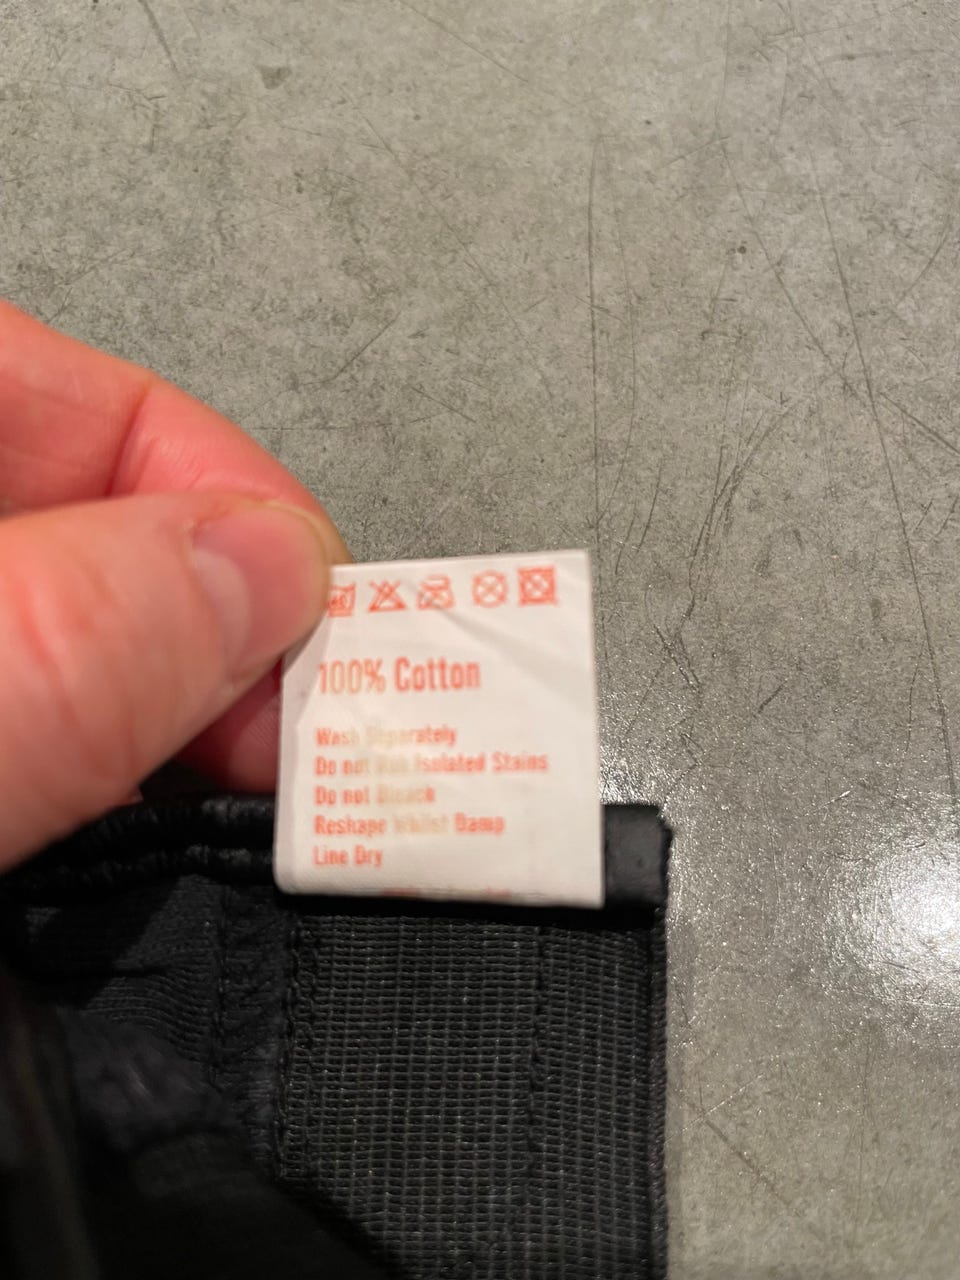 100% Cotton
Wash Separately
Do not Rub Isolated Stains
Do not Bleach
Reshape Whilst Damp
Line Dry